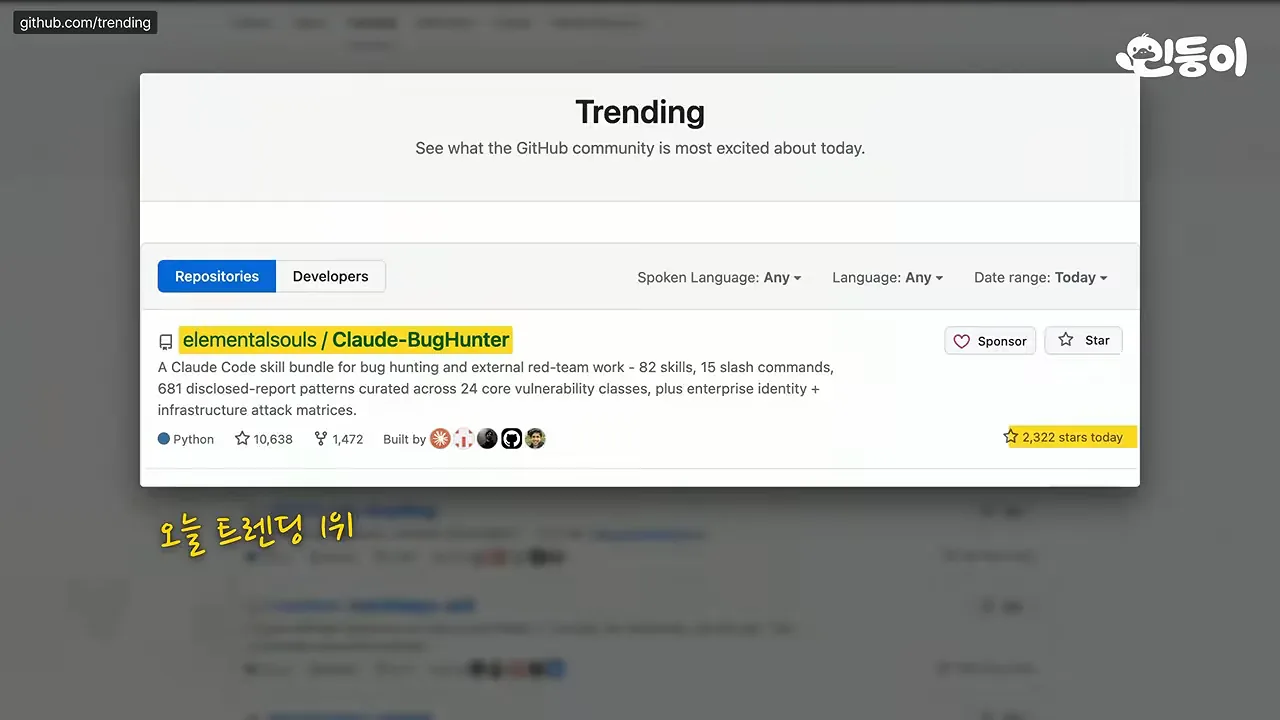 github.com/trending
인둥이
Trending
See what the GitHub community is most excited about today.
Repositories
Developers
Spoken Language: Any
Language: Any
Date range: Today
elementalsouls / Claude-BugHunter
Sponsor
Star
A Claude Code skill bundle for bug hunting and external red-team work - 82 skills, 15 slash commands,
681 disclosed-report patterns curated across 24 core vulnerability classes, plus enterprise identity +
infrastructure attack matrices.
Python
10,638
1,472
Built by
2,322 stars today
오늘 트렌딩 1위